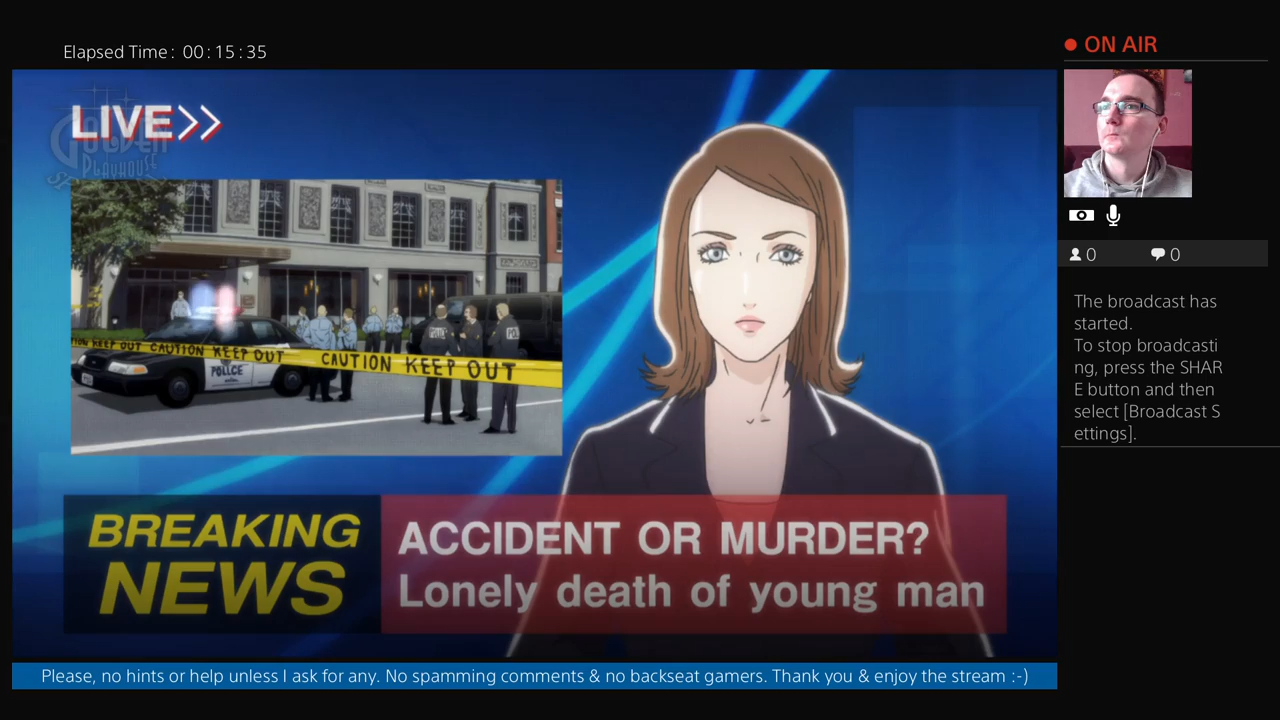 Elapsed Time: 00:15:35
ON AIR
LIVE>>
GOLDEN
PLAYHOUSE
0
0
The broadcast has
started.
To stop broadcasti
ng, press the SHAR
E button and then
select [Broadcast S
ettings].
POLICE
POLICE
KEEP OUT CAUTION KEEP OUT
CAUTION KEEP OUT
BREAKING
NEWS
ACCIDENT OR MURDER?
Lonely death of young man
Please, no hints or help unless I ask for any. No spamming comments & no backseat gamers. Thank you & enjoy the stream :-)